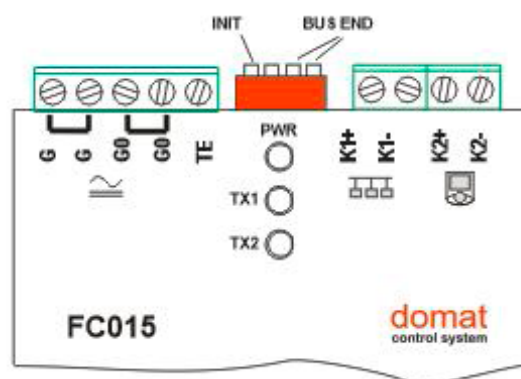 INIT BUS END
PWR
G G G0 G0 TE K1+ K1- K2+ K2-
TX1
TX2
FC015 domat
control system